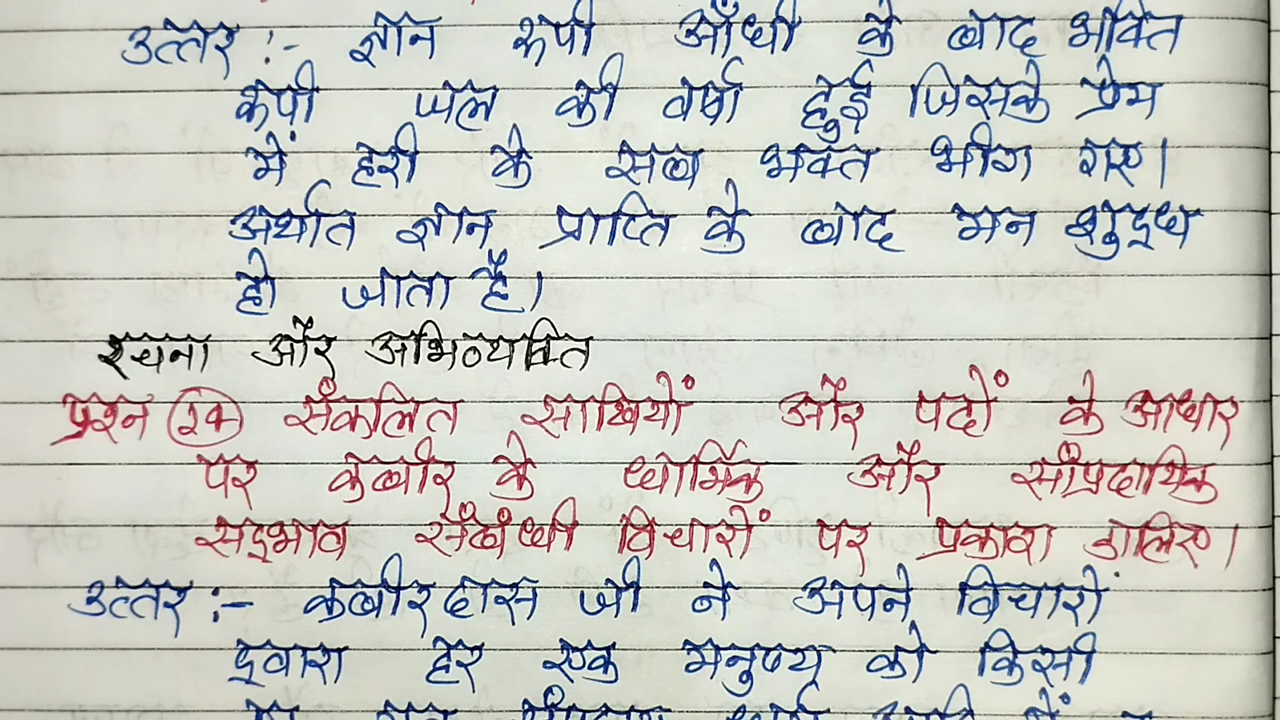 उत्तर :- ज्ञान रूपी आँधी के बाद भक्ति
रूपी जल की वर्षा हुई जिसके प्रेम
में हरी के सब भक्त भीग गए।
अर्थात ज्ञान प्राप्ति के बाद मन शुद्ध
हो जाता है।
रचना और अभिव्यक्ति
प्रश्न 14 संकलित साखियों और पदों के आधार
पर कबीर के धार्मिक और सांप्रदायिक
सद्भाव संबंधी विचारों पर प्रकाश डालिए।
उत्तर :- कबीरदास जी ने अपने विचारों
द्वारा हर एक मनुष्य को किसी